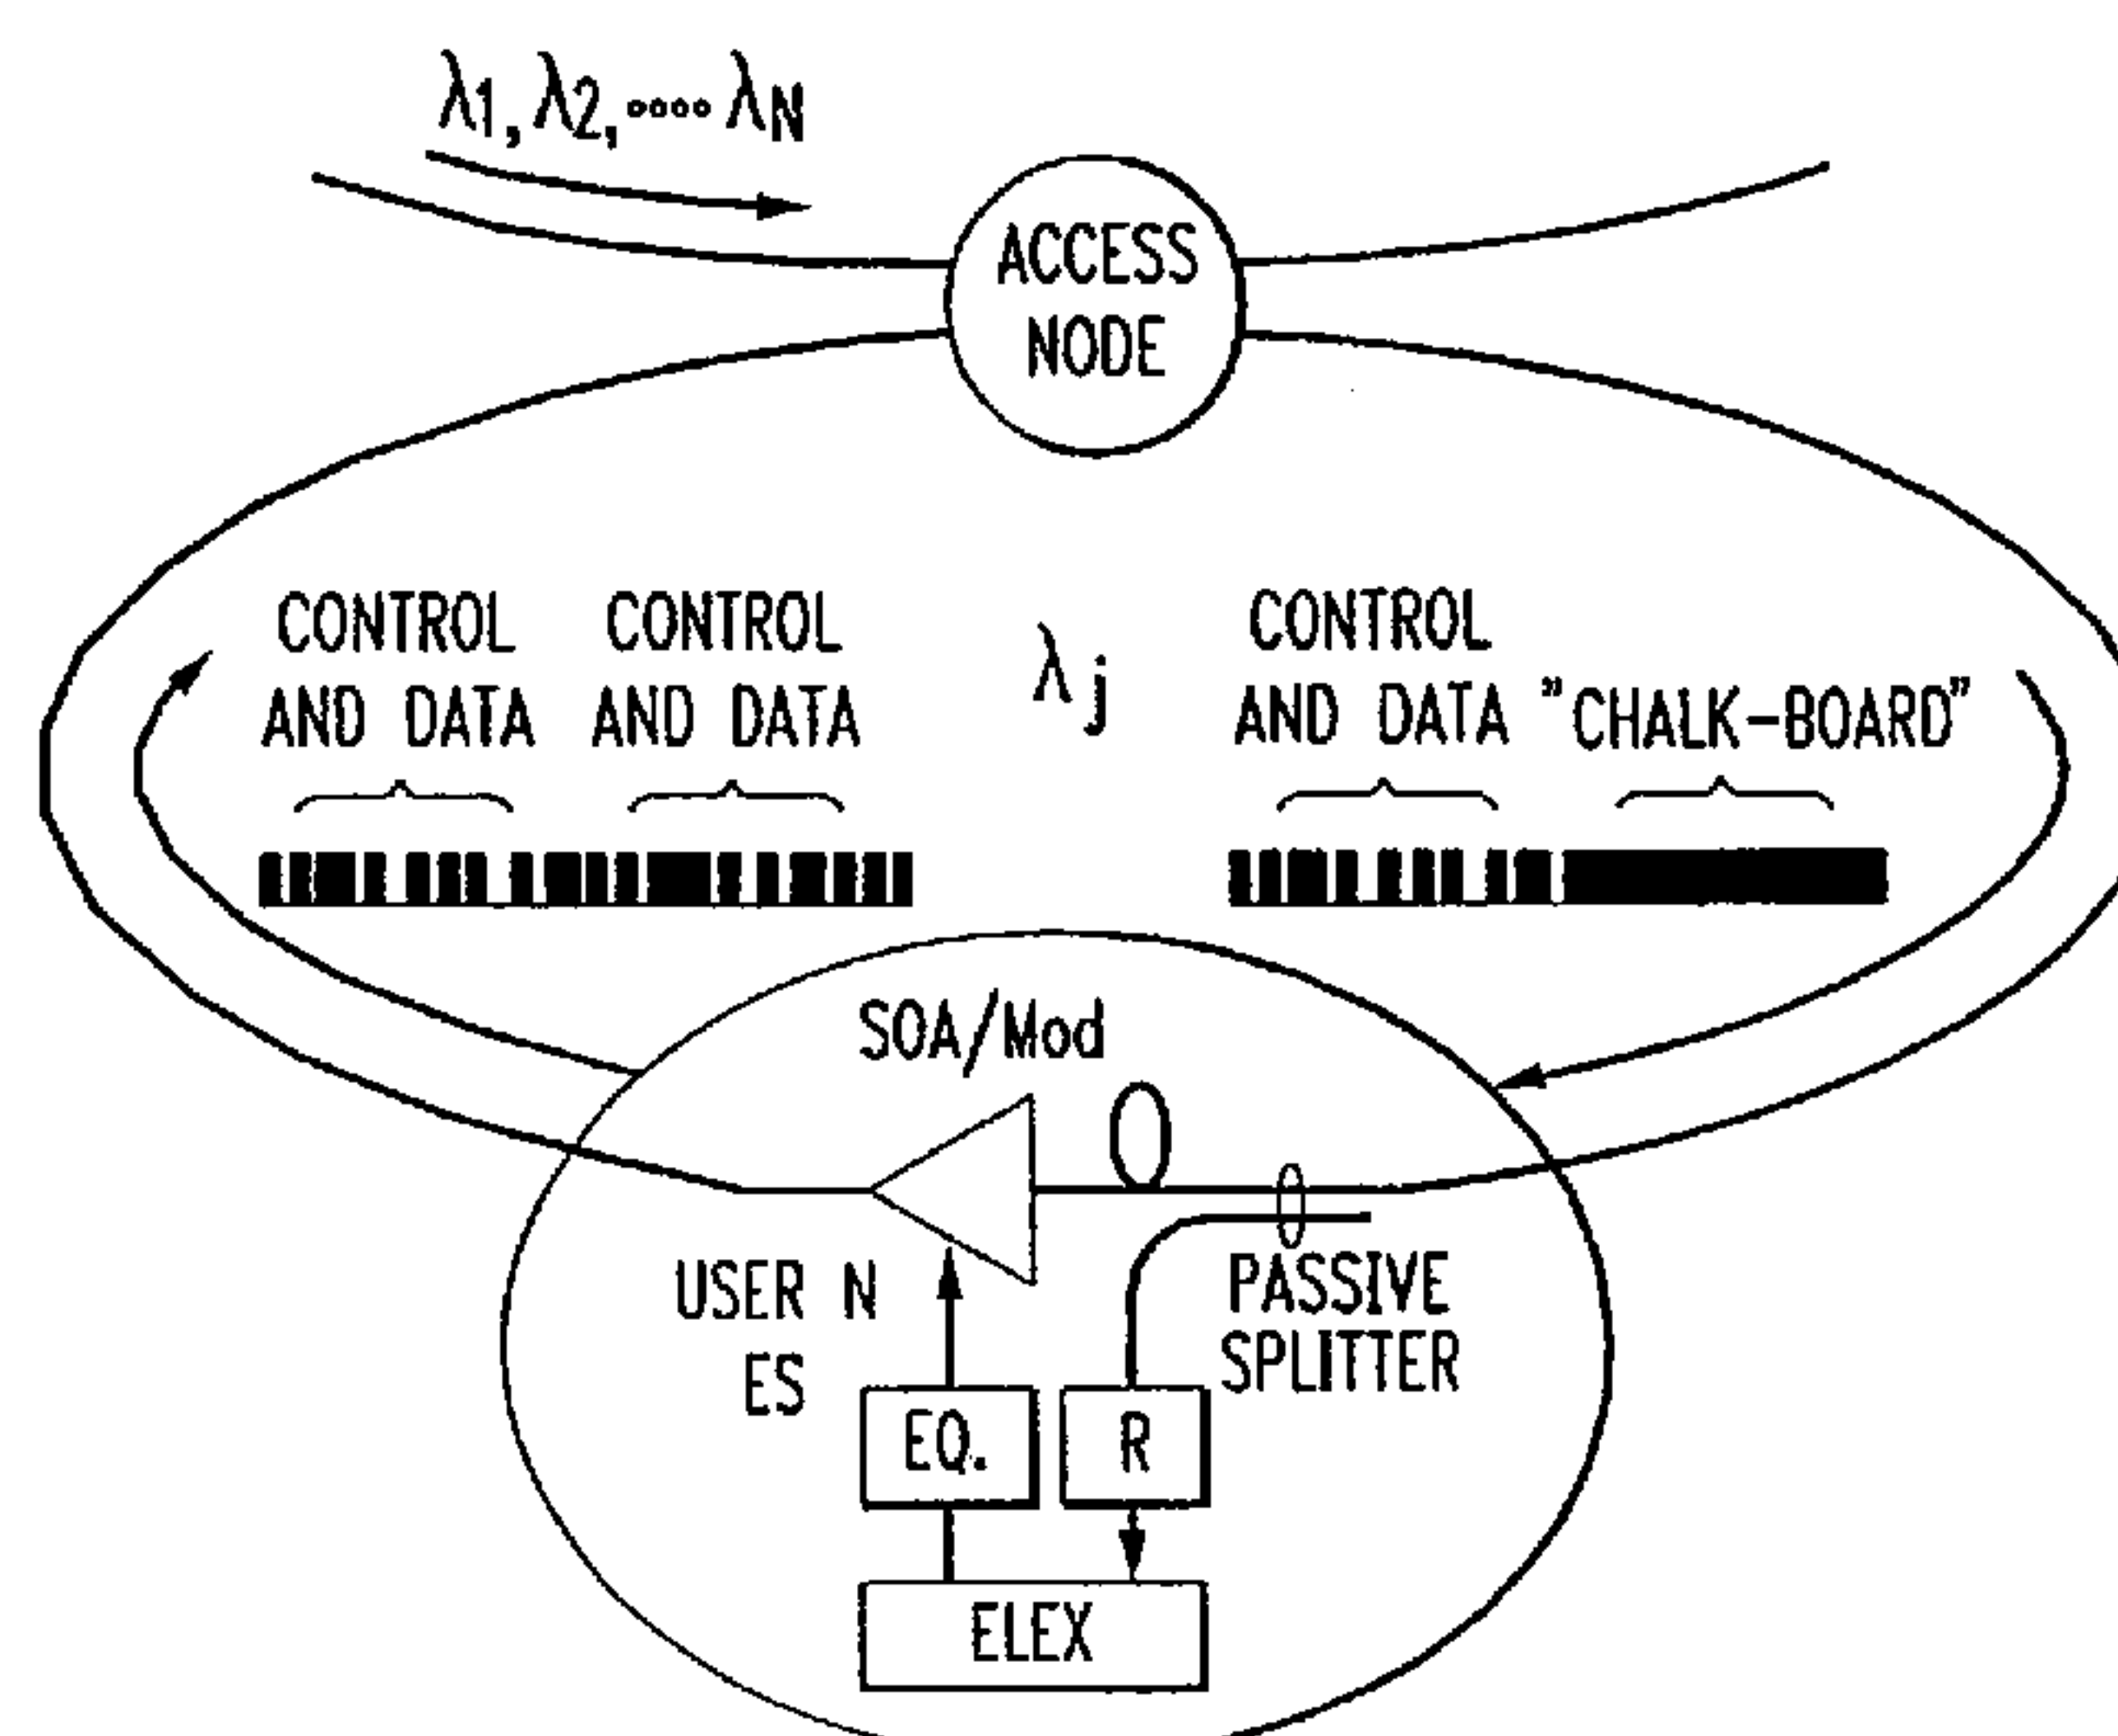 λ1, λ2, .... λN
ACCESS
NODE
CONTROL
AND DATA
CONTROL
AND DATA
λj
CONTROL
AND DATA
"CHALK-BOARD"
SOA/Mod
USER N
ES
PASSIVE
SPLITTER
EQ.
R
ELEX